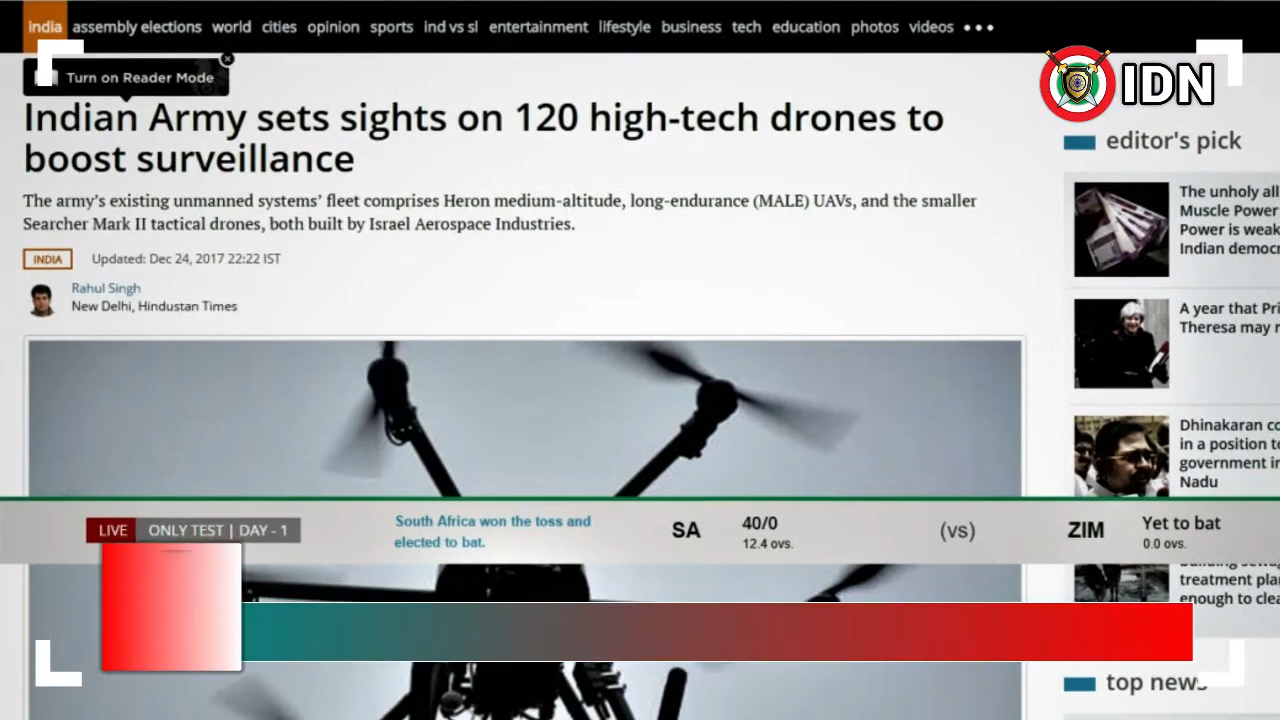 india assembly elections world cities opinion sports ind vs sl entertainment lifestyle business tech education photos videos
Turn on Reader Mode
IDN
Indian Army sets sights on 120 high-tech drones to
boost surveillance
The army's existing unmanned systems' fleet comprises Heron medium-altitude, long-endurance (MALE) UAVs, and the smaller
Searcher Mark II tactical drones, both built by Israel Aerospace Industries.
INDIA Updated: Dec 24, 2017 22:22 IST
Rahul Singh
New Delhi, Hindustan Times
editor's pick
The unholy all
Muscle Power
Power is weak
Indian democ
A year that Pri
Theresa may
Dhinakaran co
in a position to
government in
Nadu
LIVE ONLY TEST | DAY - 1
South Africa won the toss and
elected to bat.
SA
40/0
12.4 ovs.
(vs)
ZIM
Yet to bat
0.0 ovs.
treatment plan
enough to clea
top news